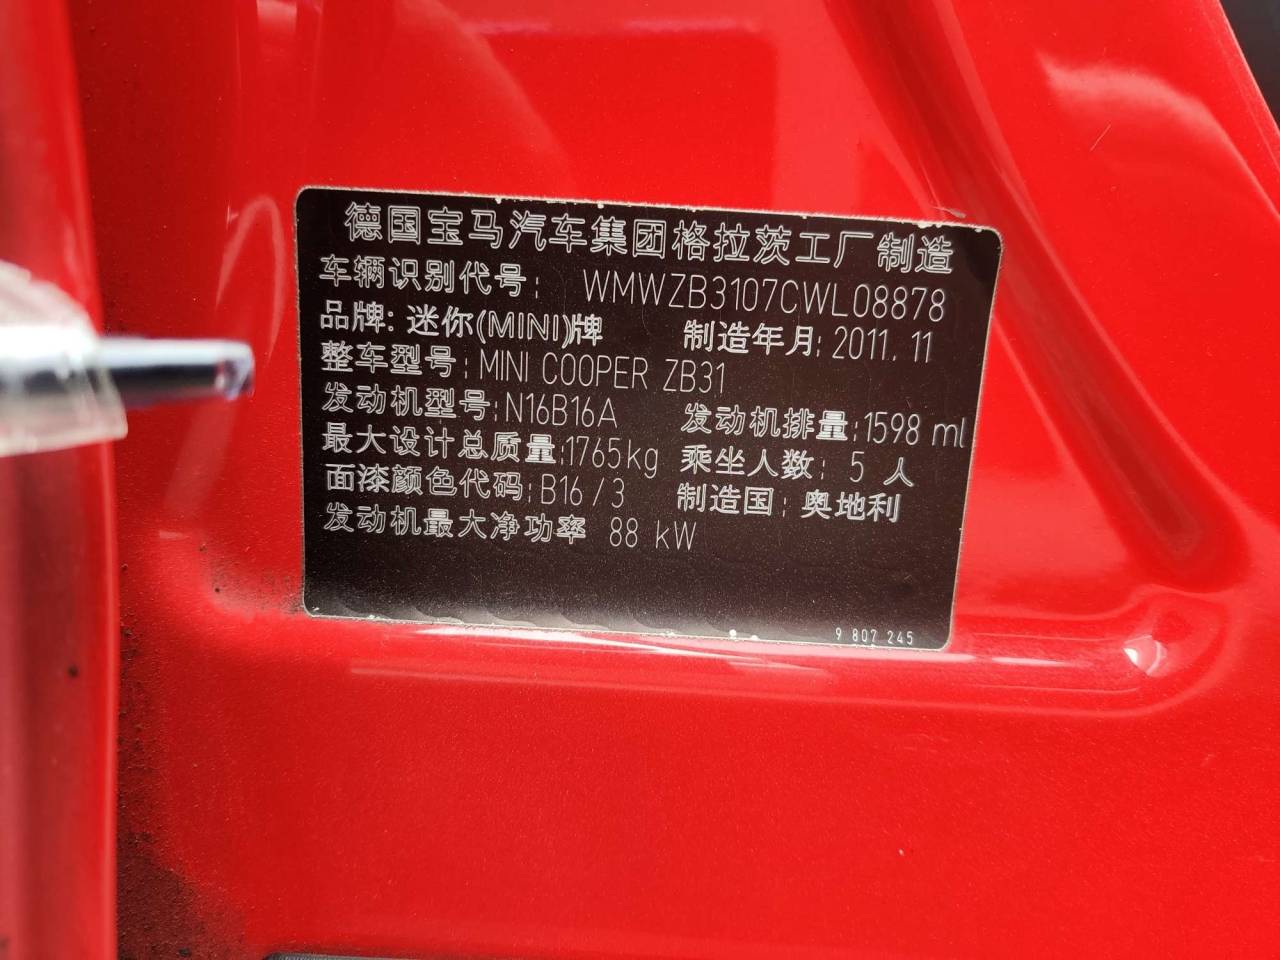 德国宝马汽车集团格拉茨工厂制造
车辆识别代号: WMWZB3107CWL08878
品牌: 迷你(MINI)牌 制造年月: 2011.11
整车型号: MINI COOPER ZB31
发动机型号: N16B16A 发动机排量: 1598 ml
最大设计总质量: 1765kg 乘坐人数: 5 人
面漆颜色代码: B16/3 制造国: 奥地利
发动机最大净功率 88 kW
9 807 245